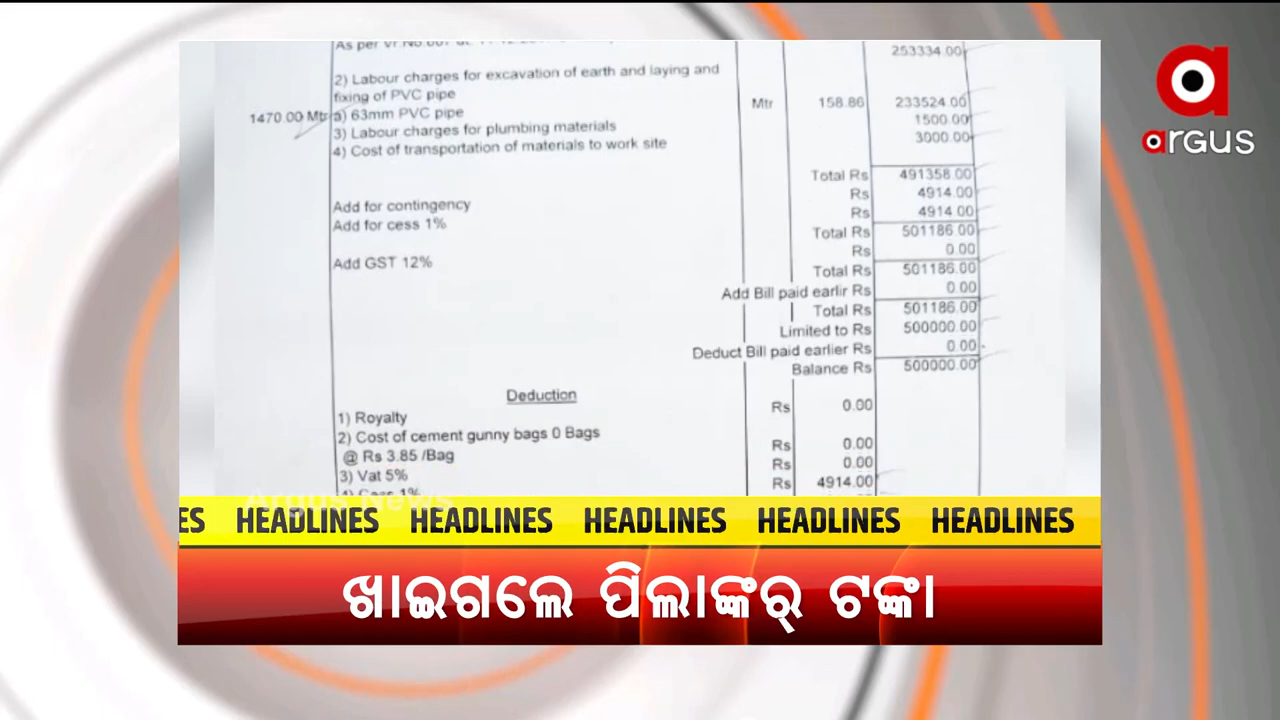 253334.00
2) Labour charges for excavation of earth and laying and
fixing of PVC pipe
1470.00 Mtr a) 63mm PVC pipe Mtr 158.86 233524.00
3) Labour charges for plumbing materials 1500.00
4) Cost of transportation of materials to work site 3000.00
Total Rs 491358.00
Add for contingency Rs 4914.00
Add for cess 1% Rs 4914.00
Total Rs 501186.00
Add GST 12% Rs 0.00
Total Rs 501186.00
Add Bill paid earlir Rs 0.00
Total Rs 501186.00
Limited to Rs 500000.00
Deduct Bill paid earlier Rs 0.00
Balance Rs 500000.00
Deduction
1) Royalty Rs 0.00
2) Cost of cement gunny bags 0 Bags
@ Rs 3.85 /Bag Rs 0.00
3) Vat 5% Rs 0.00
4) Cess 1% Rs 4914.00
Argus News
ES HEADLINES HEADLINES HEADLINES HEADLINES HEADLINES
ଖାଇଗଲେ ପିଲାଙ୍କର୍ ଟଙ୍କା
a
argus